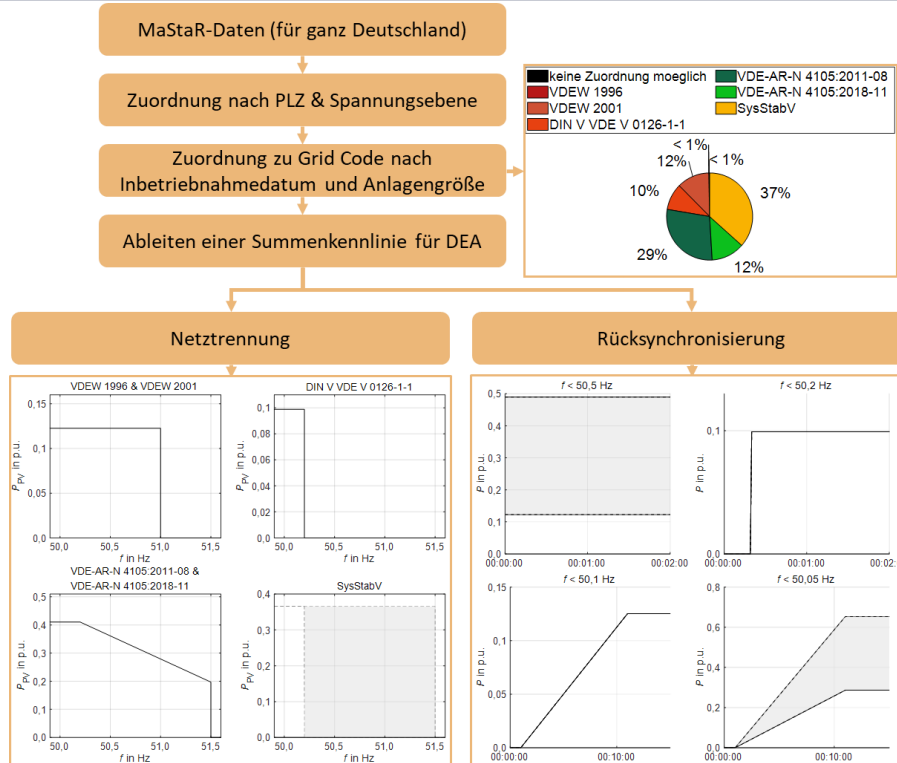 MaStaR-Daten (für ganz Deutschland)
Zuordnung nach PLZ & Spannungsebene
Zuordnung zu Grid Code nach
Inbetriebnahmedatum und Anlagengröße
Ableiten einer Summenkennlinie für DEA
keine Zuordnung moeglich
VDEW 1996
VDEW 2001
DIN V VDE V 0126-1-1
VDE-AR-N 4105:2011-08
VDE-AR-N 4105:2018-11
SysStabV
< 1%
12%
< 1%
10%
37%
29%
12%
Netztrennung
Rücksynchronisierung
VDEW 1996 & VDEW 2001
P_PV in p.u.
0,15
0,1
0,05
0,0
50,0 50,5 51,0 51,5
f in Hz
DIN V VDE V 0126-1-1
P_PV in p.u.
0,1
0,08
0,06
0,04
0,02
0,0
50,0 50,5 51,0 51,5
f in Hz
VDE-AR-N 4105:2011-08 &
VDE-AR-N 4105:2018-11
P_PV in p.u.
0,5
0,4
0,3
0,2
0,1
0,0
50,0 50,5 51,0 51,5
f in Hz
SysStabV
P_PV in p.u.
0,4
0,3
0,2
0,1
0,0
50,0 50,5 51,0 51,5
f in Hz
f < 50,5 Hz
P in p.u.
0,5
0,4
0,3
0,2
0,1
0,0
00:00:00 00:01:00 00:02:00
f < 50,2 Hz
P in p.u.
0,1
0,0
00:00:00 00:01:00 00:02:0
f < 50,1 Hz
P in p.u.
0,15
0,1
0,05
0,0
00:00:00 00:10:00
f < 50,05 Hz
P in p.u.
0,8
0,6
0,4
0,2
0,0
00:00:00 00:10:00